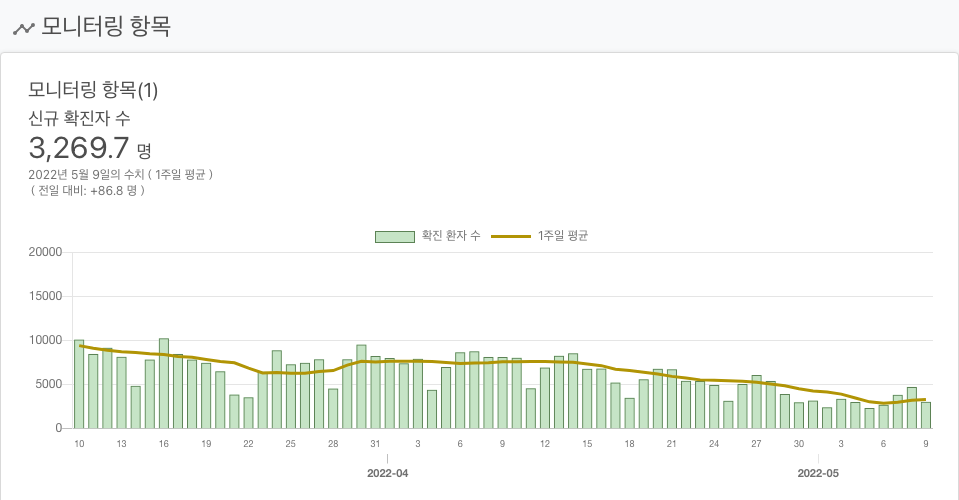 모니터링 항목
모니터링 항목(1)
신규 확진자 수
3,269.7 명
2022년 5월 9일의 수치 ( 1주일 평균 )
( 전일 대비: +86.8 명 )
확진 환자 수 1주일 평균
20000
15000
10000
5000
0
10 13 16 19 22 25 28 31 3 6 9 12 15 18 21 24 27 30 3 6 9
2022-04 2022-05